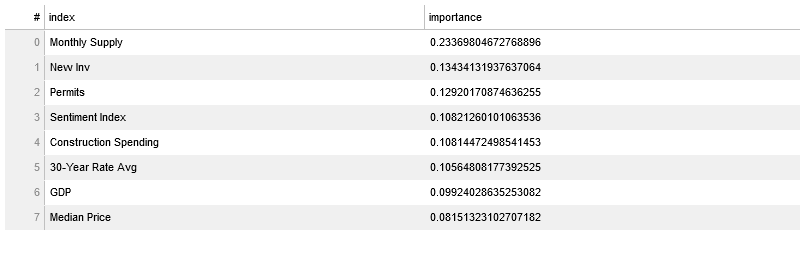 # index importance
0 Monthly Supply 0.23369804672768896
1 New Inv 0.13434131937637064
2 Permits 0.12920170874636255
3 Sentiment Index 0.10821260101063536
4 Construction Spending 0.10814472498541453
5 30-Year Rate Avg 0.10564808177392525
6 GDP 0.09924028635253082
7 Median Price 0.08151323102707182